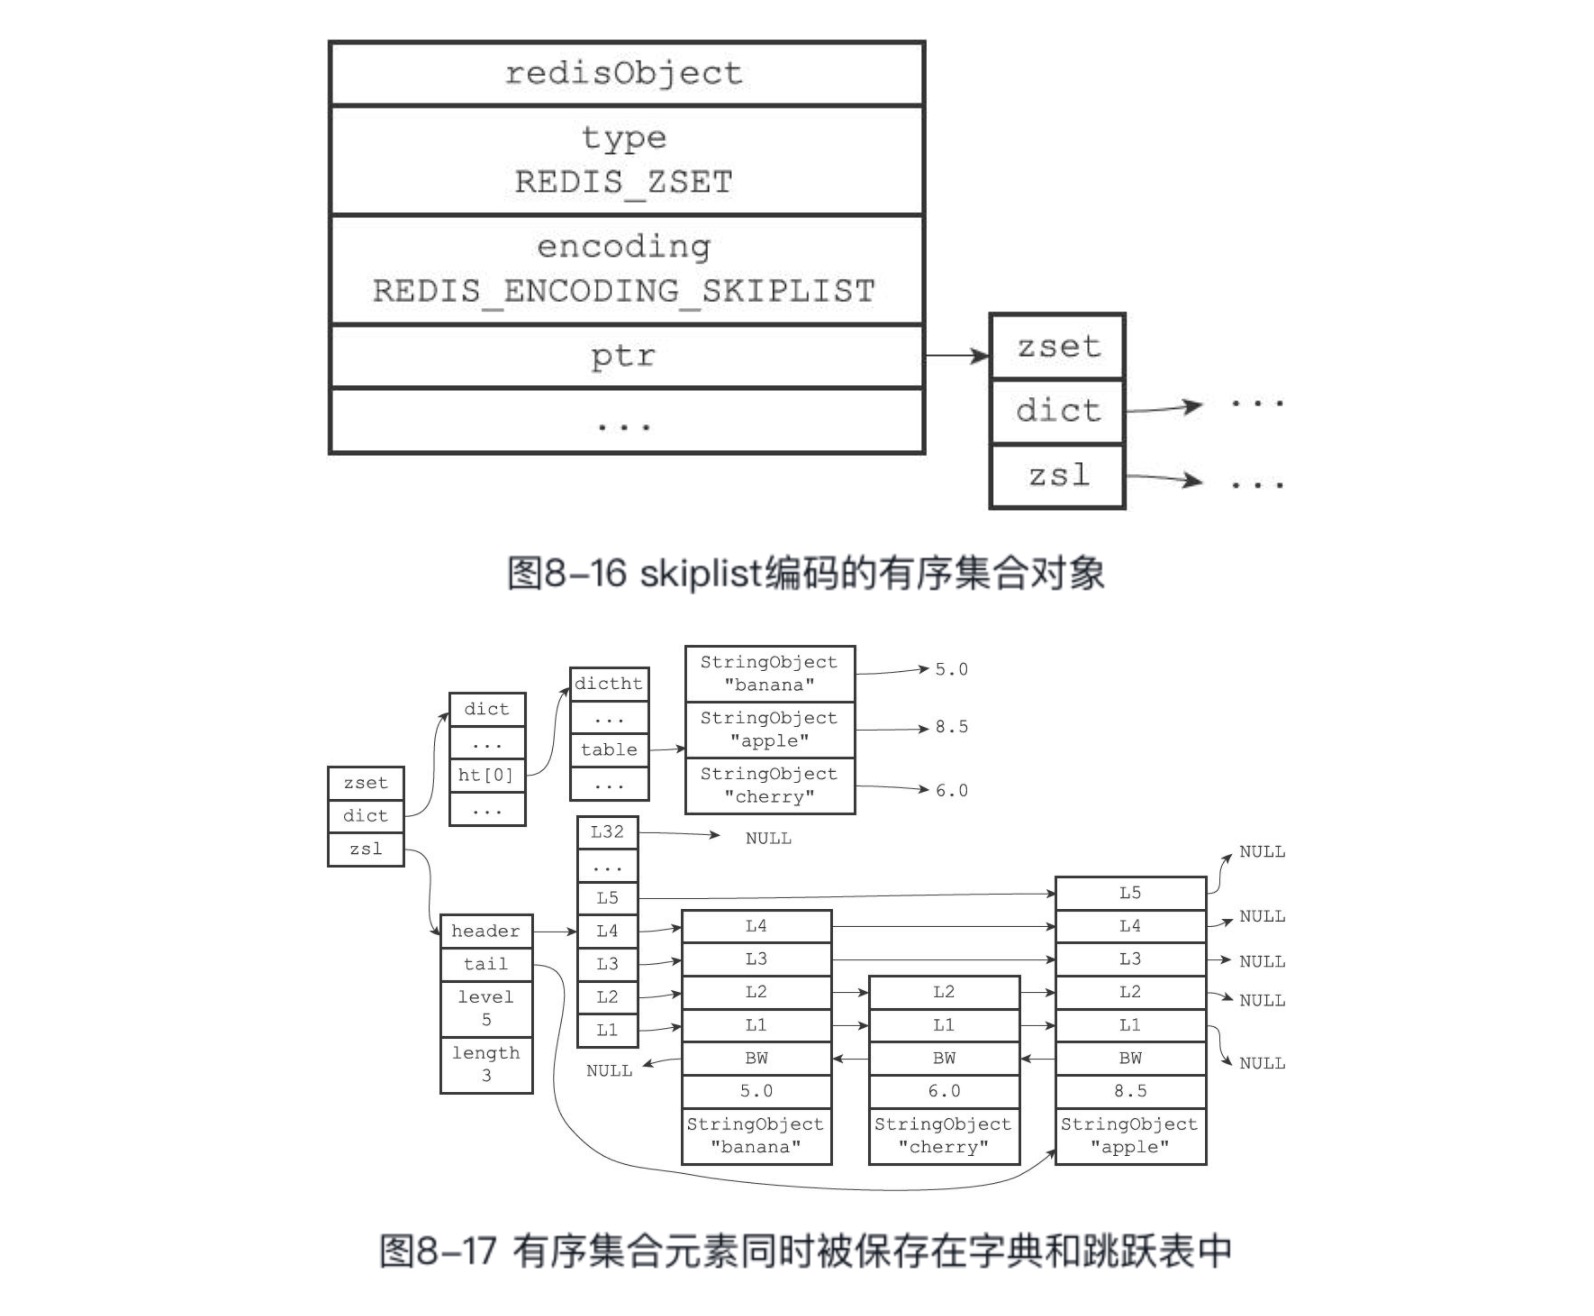 redisObject
type
REDIS_ZSET
encoding
REDIS_ENCODING_SKIPLIST
ptr
...
zset
dict
...
zsl
...
图8-16 skiplist编码的有序集合对象
zset
dict
zsl
dict
...
ht[0]
...
dictht
...
table
...
StringObject
"banana"
5.0
StringObject
"apple"
8.5
StringObject
"cherry"
6.0
header
tail
level
5
length
3
L32
NULL
...
L5
L4
L3
L2
L1
NULL
L4
L3
L2
L1
BW
5.0
StringObject
"banana"
L2
L1
BW
6.0
StringObject
"cherry"
L5
L4
L3
L2
L1
BW
8.5
StringObject
"apple"
NULL
NULL
NULL
NULL
NULL
图8-17 有序集合元素同时被保存在字典和跳跃表中